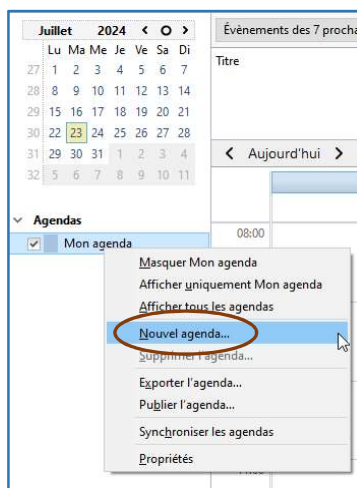 Juillet 2024
Lu Ma Me Je Ve Sa Di
27 1 2 3 4 5 6 7
28 8 9 10 11 12 13 14
29 15 16 17 18 19 20 21
30 22 23 24 25 26 27 28
31 29 30 31 1 2 3 4
32 5 6 7 8 9 10 11
Évènements des 7 procha
Titre
Aujourd'hui
Agendas
Mon agenda
08:00
Masquer Mon agenda
Afficher uniquement Mon agenda
Afficher tous les agendas
Nouvel agenda...
Supprimer l'agenda...
Exporter l'agenda...
Publier l'agenda...
Synchroniser les agendas
Propriétés